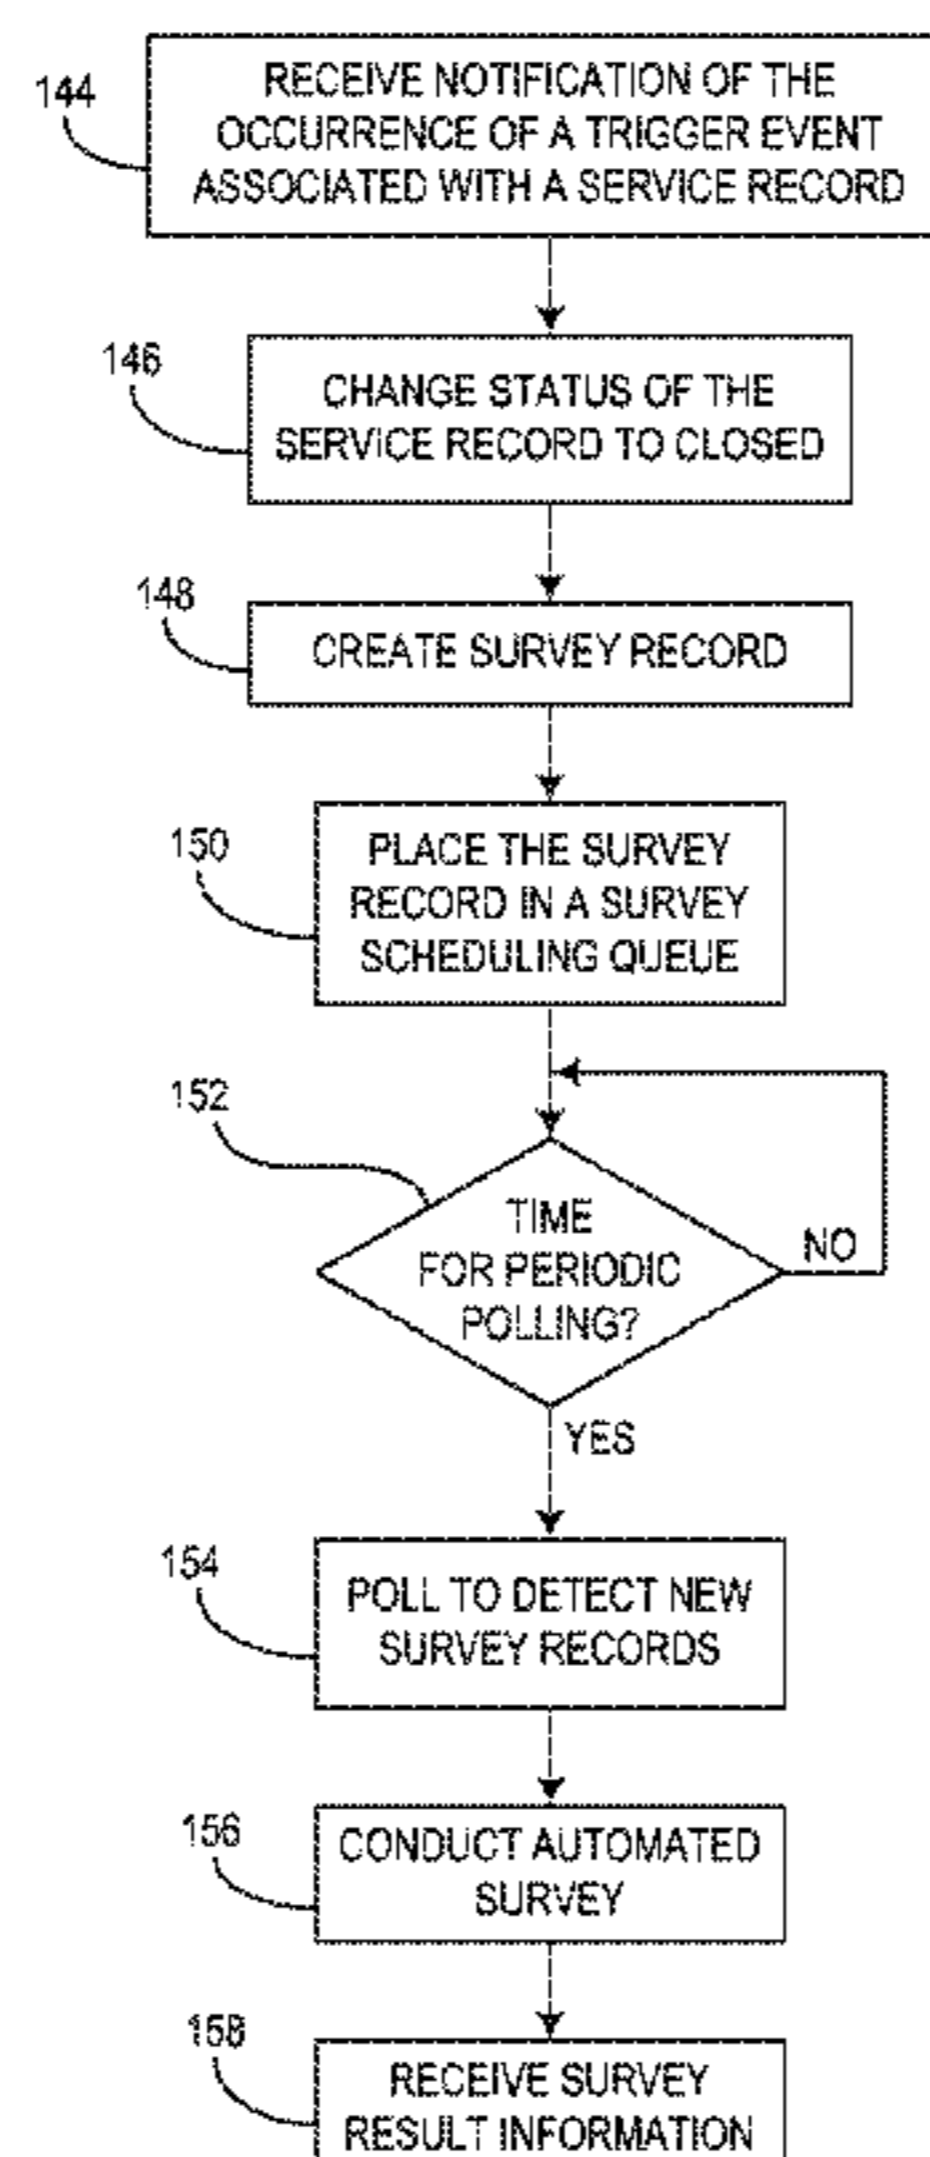 144
RECEIVE NOTIFICATION OF THE
OCCURRENCE OF A TRIGGER EVENT
ASSOCIATED WITH A SERVICE RECORD
146
CHANGE STATUS OF THE
SERVICE RECORD TO CLOSED
148
CREATE SURVEY RECORD
150
PLACE THE SURVEY
RECORD IN A SURVEY
SCHEDULING QUEUE
152
TIME
FOR PERIODIC
POLLING?
NO
YES
154
POLL TO DETECT NEW
SURVEY RECORDS
156
CONDUCT AUTOMATED
SURVEY
158
RECEIVE SURVEY
RESULT INFORMATION